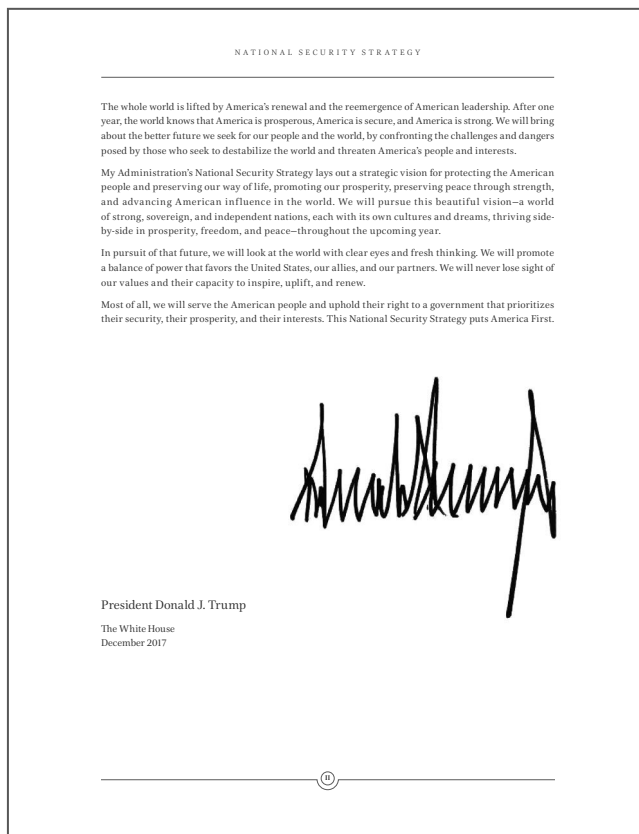 NATIONAL SECURITY STRATEGY
The whole world is lifted by America's renewal and the reemergence of American leadership. After one
year, the world knows that America is prosperous, America is secure, and America is strong. We will bring
about the better future we seek for our people and the world, by confronting the challenges and dangers
posed by those who seek to destabilize the world and threaten America's people and interests.
My Administration's National Security Strategy lays out a strategic vision for protecting the American
people and preserving our way of life, promoting our prosperity, preserving peace through strength,
and advancing American influence in the world. We will pursue this beautiful vision—a world
of strong, sovereign, and independent nations, each with its own cultures and dreams, thriving side-
by-side in prosperity, freedom, and peace—throughout the upcoming year.
In pursuit of that future, we will look at the world with clear eyes and fresh thinking. We will promote
a balance of power that favors the United States, our allies, and our partners. We will never lose sight of
our values and their capacity to inspire, uplift, and renew.
Most of all, we will serve the American people and uphold their right to a government that prioritizes
their security, their prosperity, and their interests. This National Security Strategy puts America First.
President Donald J. Trump
The White House
December 2017
II